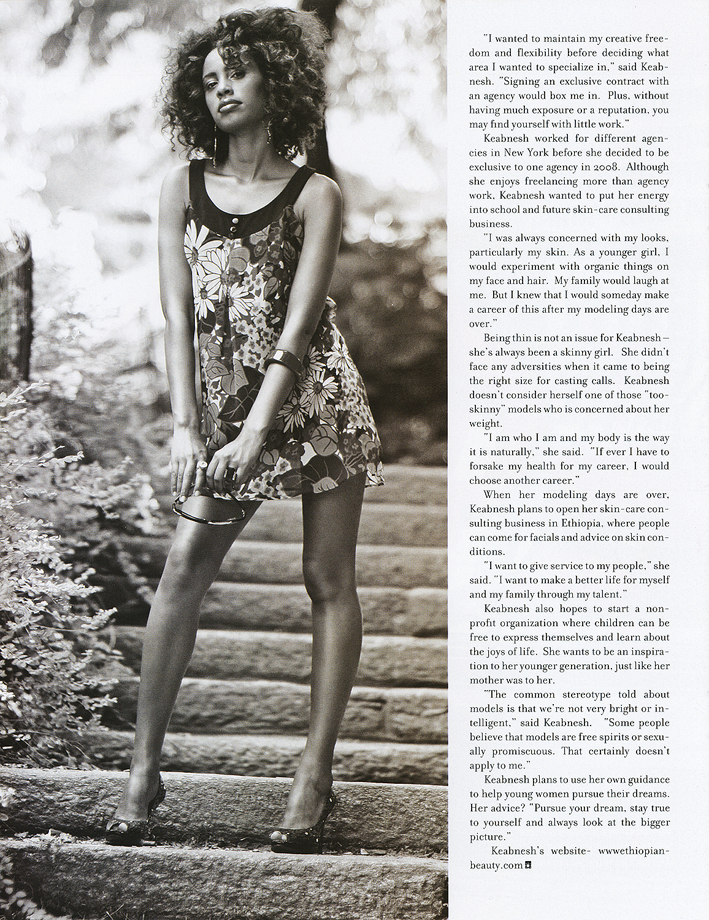 "I wanted to maintain my creative free-
dom and flexibility before deciding what
area I wanted to specialize in," said Keab-
nesh. "Signing an exclusive contract with
an agency would box me in. Plus, without
having much exposure or a reputation, you
may find yourself with little work."
Keabnesh worked for different agen-
cies in New York before she decided to be
exclusive to one agency in 2008. Although
she enjoys freelancing more than agency
work, Keabnesh wanted to put her energy
into school and future skin-care consulting
business.
"I was always concerned with my looks,
particularly my skin. As a younger girl, I
would experiment with organic things on
my face and hair. My family would laugh at
me. But I knew that I would someday make
a career of this after my modeling days are
over."
Being thin is not an issue for Keabnesh—
she's always been a skinny girl. She didn't
face any adversities when it came to being
the right size for casting calls. Keabnesh
doesn't consider herself one of those "too-
skinny" models who is concerned about her
weight.
"I am who I am and my body is the way
it is naturally," she said. "If ever I have to
forsake my health for my career, I would
choose another career."
When her modeling days are over,
Keabnesh plans to open her skin-care con-
sulting business in Ethiopia, where people
can come for facials and advice on skin con-
ditions.
"I want to give service to my people," she
said. "I want to make a better life for myself
and my family through my talent."
Keabnesh also hopes to start a non-
profit organization where children can be
free to express themselves and learn about
the joys of life. She wants to be an inspira-
tion to her younger generation, just like her
mother was to her.
"The common stereotype told about
models is that we're not very bright or in-
telligent," said Keabnesh. "Some people
believe that models are free spirits or sexu-
ally promiscuous. That certainly doesn't
apply to me."
Keabnesh plans to use her own guidance
to help young women pursue their dreams.
Her advice? "Pursue your dream, stay true
to yourself and always look at the bigger
picture."
Keabnesh's website- wwwethiopian-
beauty.com